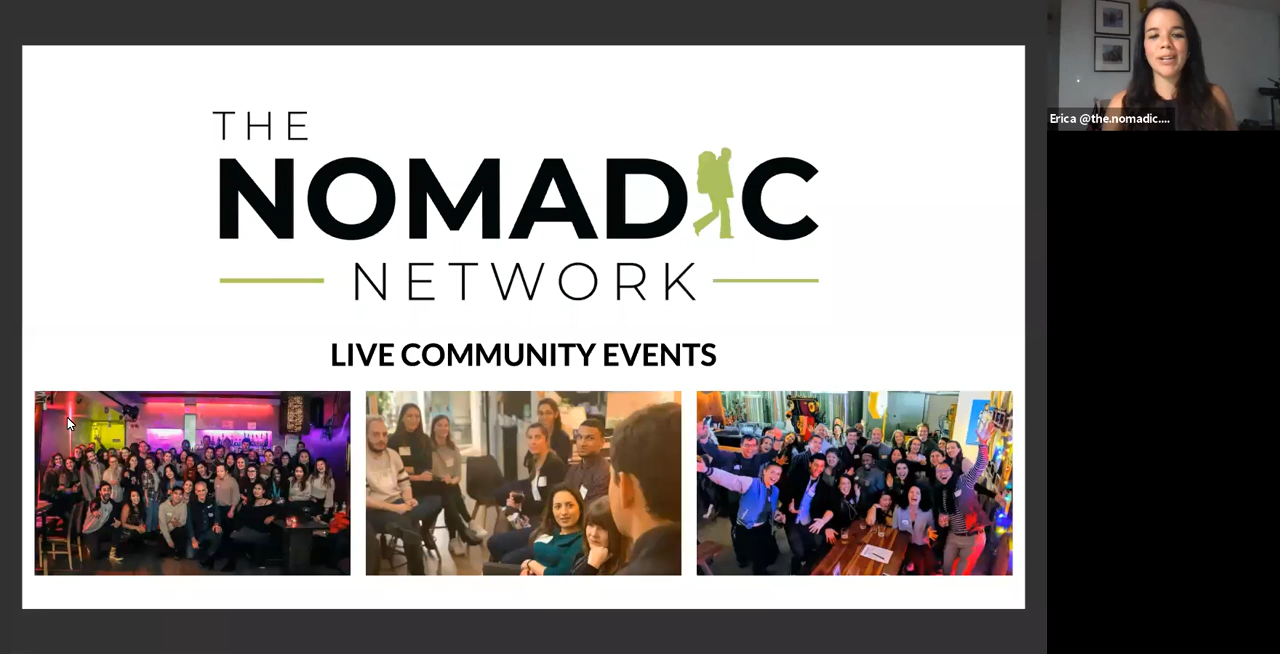 THE
NOMADIC
NETWORK
LIVE COMMUNITY EVENTS
Erica @the.nomadic....